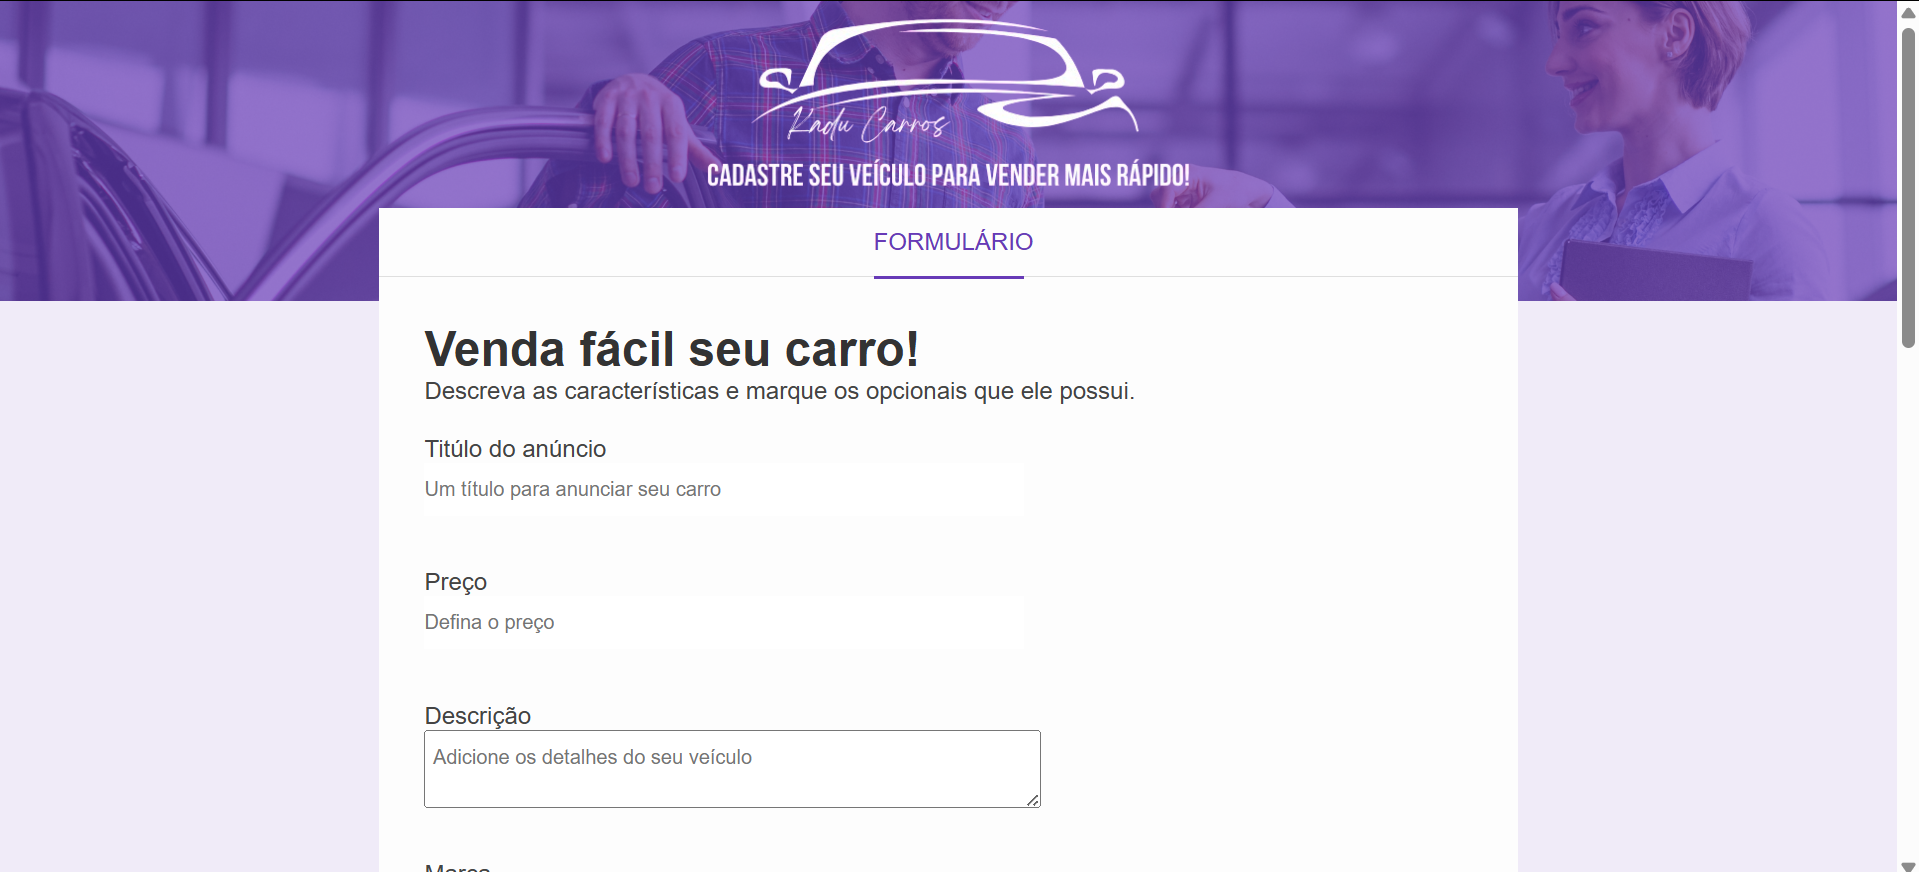 Kadu Carros
CADASTRE SEU VEÍCULO PARA VENDER MAIS RÁPIDO!
FORMULÁRIO
Venda fácil seu carro!
Descreva as características e marque os opcionais que ele possui.
Titúlo do anúncio
Um título para anunciar seu carro
Preço
Defina o preço
Descrição
Adicione os detalhes do seu veículo
Marca